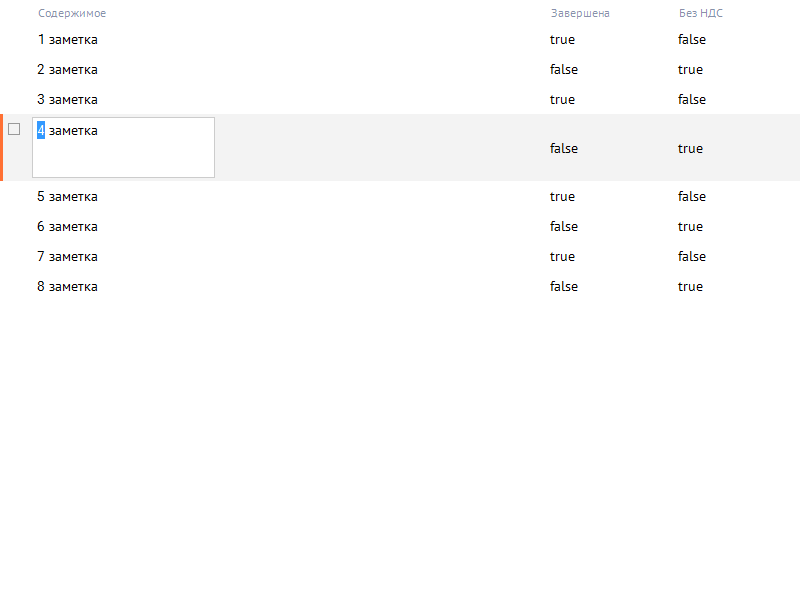 Содержимое Завершена Без НДС
1 заметка true false
2 заметка false true
3 заметка true false
4 заметка false true
5 заметка true false
6 заметка false true
7 заметка true false
8 заметка false true